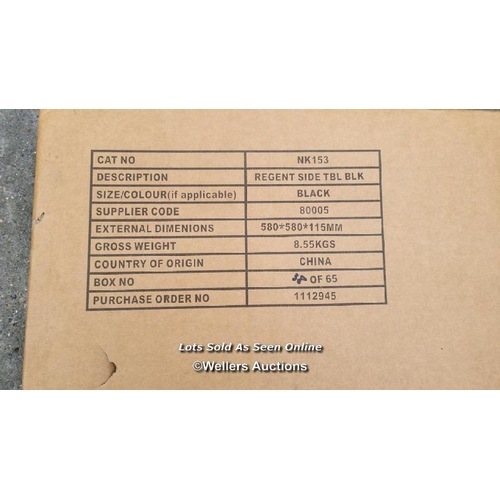 CAT NO NK153
DESCRIPTION REGENT SIDE TBL BLK
SIZE/COLOUR(if applicable) BLACK
SUPPLIER CODE 80005
EXTERNAL DIMENIONS 580*580*115MM
GROSS WEIGHT 8.55KGS
COUNTRY OF ORIGIN CHINA
BOX NO OF 65
PURCHASE ORDER NO 1112945
Lots Sold As Seen Online
©Wellers Auctions